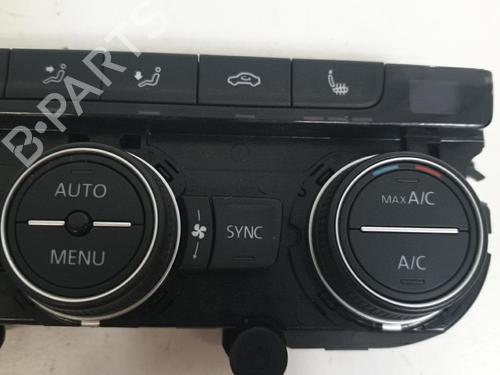 B-PARTS
AUTO
MENU
SYNC
MAX A/C
A/C